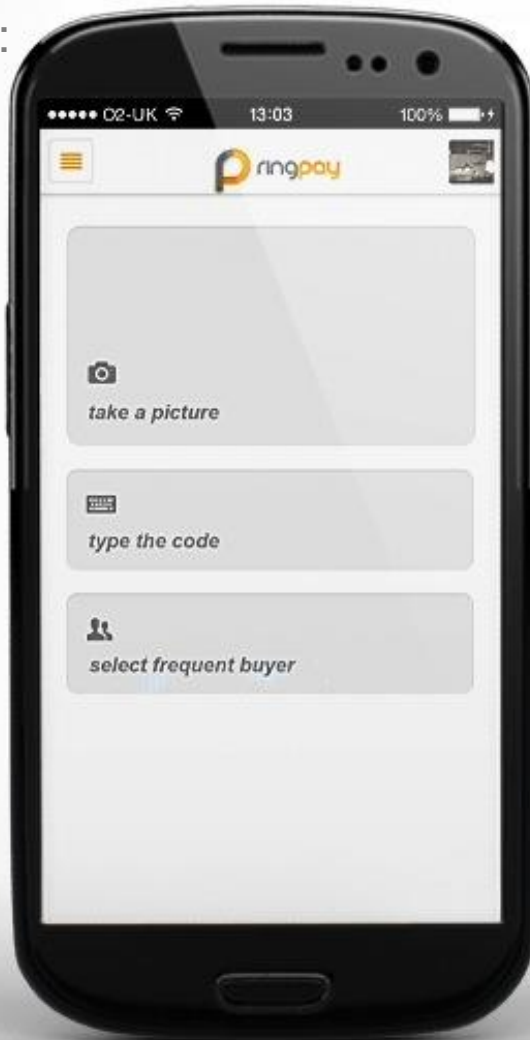 :
O2-UK 13:03 100%
ringpay
take a picture
type the code
select frequent buyer